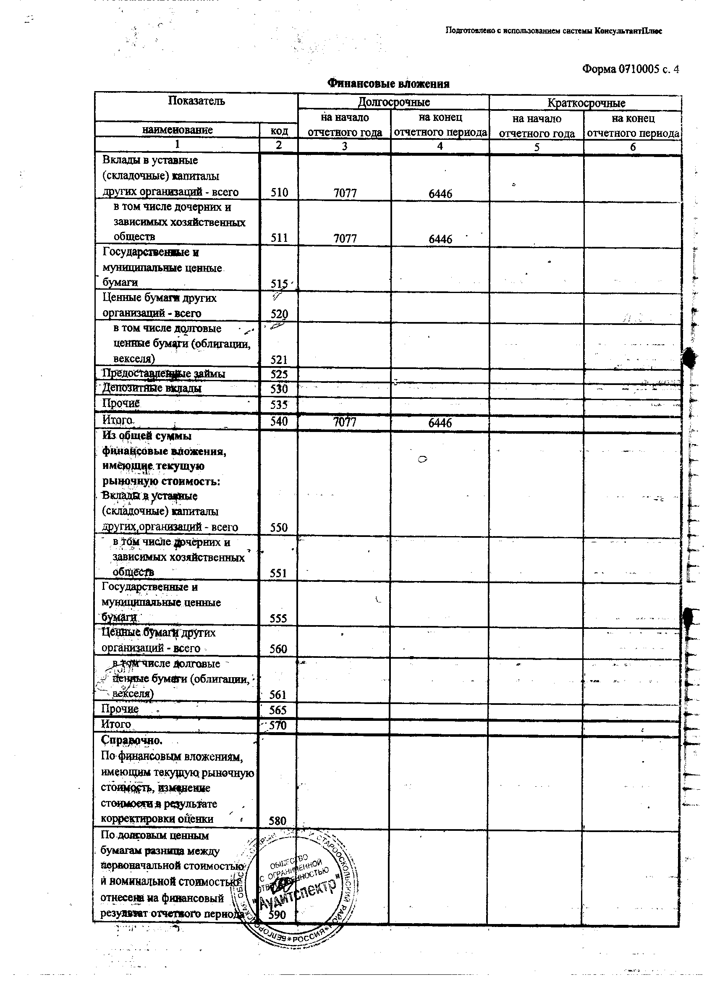 Подготовлено с использованием системы КонсультантПлюс
Форма 0710005 с. 4
Финансовые вложения
Показатель Долгосрочные Краткосрочные
на начало на конец на начало на конец
наименование код отчетного года отчетного периода отчетного года отчетного периода
1 2 3 4 5 6
Вклады в уставные
(складочные) капиталы
других организаций - всего 510 7077 6446
в том числе дочерних и
зависимых хозяйственных
обществ 511 7077 6446
Государственные и
муниципальные ценные
бумаги 515
Ценные бумаги других
организаций - всего 520
в том числе долговые
ценные бумаги (облигации,
векселя) 521
Предоставленные займы 525
Депозитные вклады 530
Прочие 535
Итого 540 7077 6446
Из общей суммы
финансовые вложения,
имеющие текущую
рыночную стоимость:
Вклады в уставные
(складочные) капиталы
других организаций - всего 550
в том числе дочерних и
зависимых хозяйственных
обществ 551
Государственные и
муниципальные ценные
бумаги 555
Ценные бумаги других
организаций - всего 560
в том числе долговые
ценные бумаги (облигации,
векселя) 561
Прочие 565
Итого 570
Справочно.
По финансовым вложениям,
имеющим текущую рыночную
стоимость, изменение
стоимости в результате
корректировки оценки 580
По долговым ценным
бумагам разница между
первоначальной стоимостью
и номинальной стоимостью
отнесена на финансовый
результат отчетного периода 590
ОБЩЕСТВО
С ОГРАНИЧЕННОЙ
ОТВЕТСТВЕННОСТЬЮ
"Аудитспектр"
СТАРООСКОЛЬСКИЙ РАЙОН*РОССИЯ*БЕЛГОРОДСКАЯ ОБЛАСТЬ